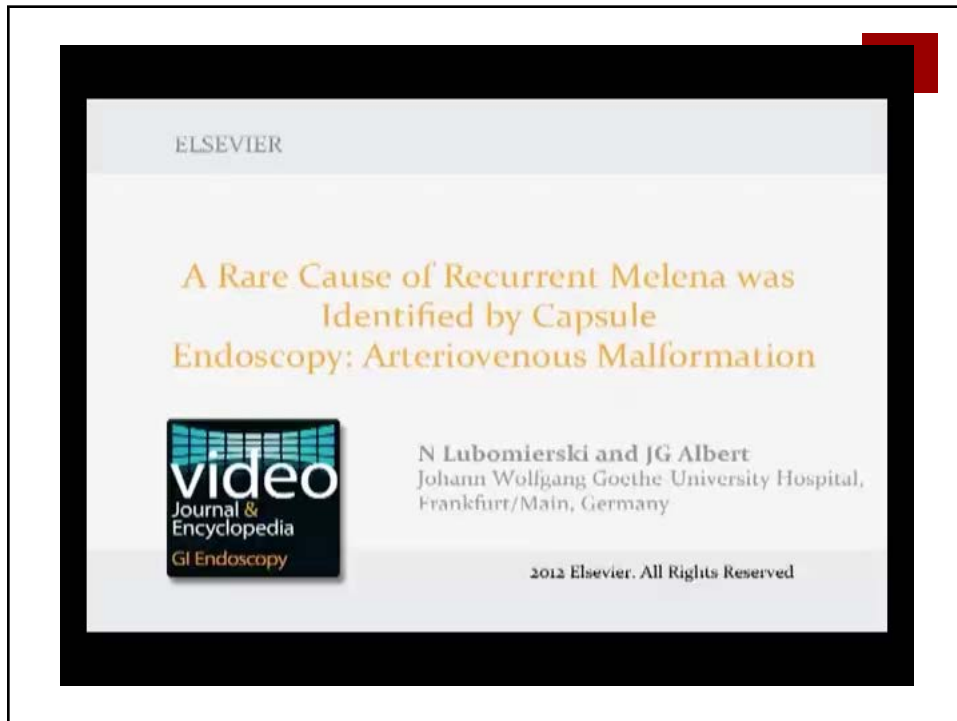 ELSEVIER
A Rare Cause of Recurrent Melena was
Identified by Capsule
Endoscopy: Arteriovenous Malformation
video
Journal &
Encyclopedia
GI Endoscopy
N Lubomierski and JG Albert
Johann Wolfgang Goethe University Hospital,
Frankfurt/Main, Germany
2012 Elsevier. All Rights Reserved